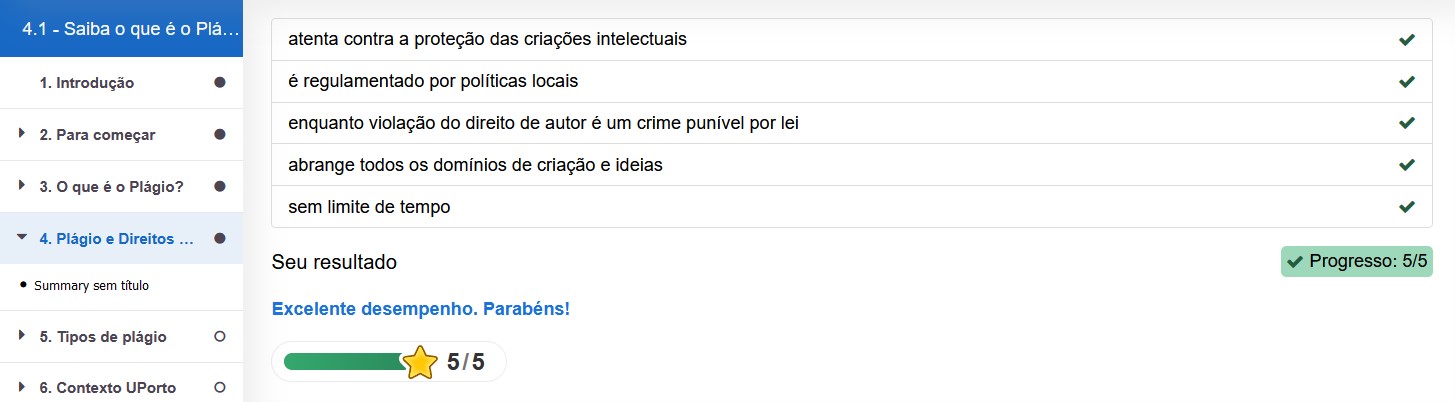 4.1 - Saiba o que é o Plá...
1. Introdução
2. Para começar
3. O que é o Plágio?
4. Plágio e Direitos ...
Summary sem título
5. Tipos de plágio
6. Contexto UPorto
atenta contra a proteção das criações intelectuais
é regulamentado por políticas locais
enquanto violação do direito de autor é um crime punível por lei
abrange todos os domínios de criação e ideias
sem limite de tempo
Seu resultado
Progresso: 5/5
Excelente desempenho. Parabéns!
5/5